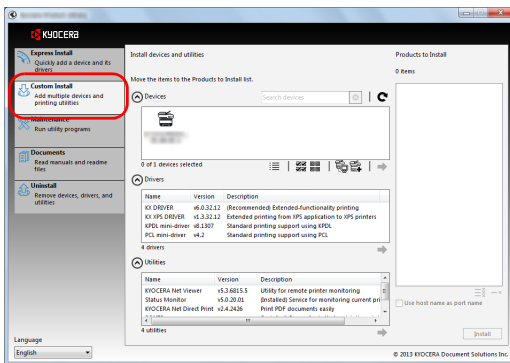 KYOCERA
Express Install
Quickly add a device and its
drivers
Custom Install
Add multiple devices and
printing utilities
Maintenance
Run utility programs
Documents
Read manuals and readme
files
Uninstall
Remove devices, drivers, and
utilities
Language
English
Install devices and utilities
Move the items to the Products to Install list.
Devices
Search devices
0 of 1 devices selected
Drivers
Name Version Description
KX DRIVER v6.0.32.12 (Recommended) Extended-functionality printing
KX XPS DRIVER v1.3.32.12 Extended printing from XPS application to XPS printers
KPDL mini-driver v8.1307 Standard printing support using KPDL
PCL mini-driver v4.2 Standard printing support using PCL
4 drivers
Utilities
Name Version Description
KYOCERA Net Viewer v5.3.6815.5 Utility for remote printer monitoring
Status Monitor v5.0.20.01 (Installed) Service for monitoring current pri
KYOCERA Net Direct Print v2.4.2426 Print PDF documents easily
4 utilities
Products to Install
0 items
Use host name as port name
Install
© 2013 KYOCERA Document Solutions Inc.